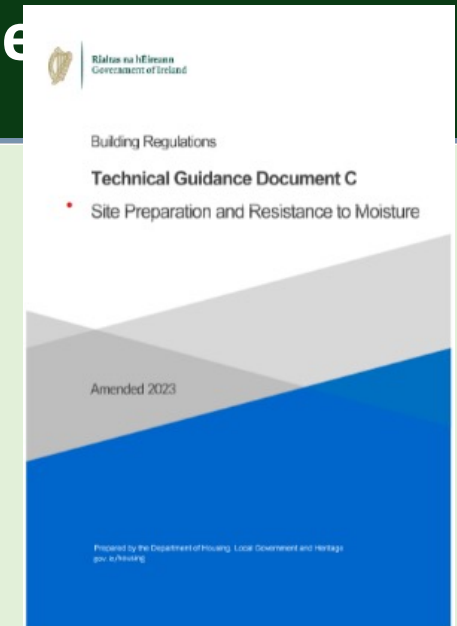 e
Rialtas na hÉireann
Government of Ireland
Building Regulations
Technical Guidance Document C
Site Preparation and Resistance to Moisture
Amended 2023
Prepared by the Department of Housing, Local Government and Heritage
gov.ie/housing